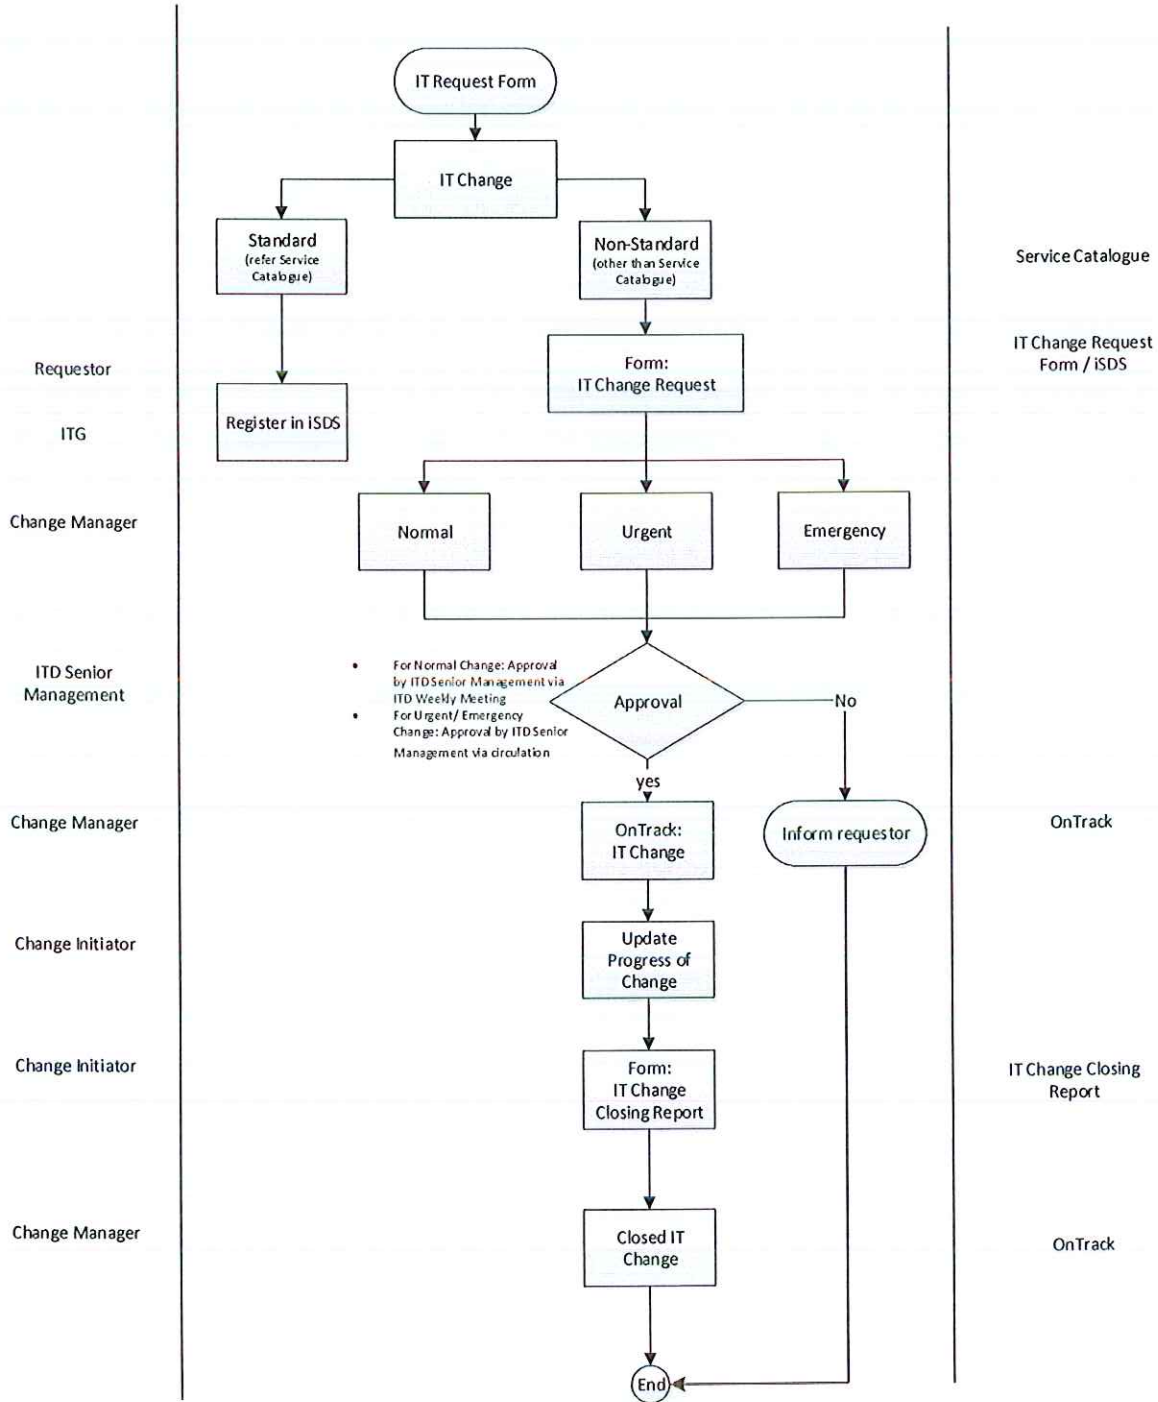 IT Request Form
IT Change
Standard
(refer Service
Catalogue)
Non-Standard
(other than Service
Catalogue)
Service Catalogue
Requestor
Form:
IT Change Request
IT Change Request
Form / iSDS
ITG
Register in iSDS
Change Manager
Normal
Urgent
Emergency
ITD Senior
Management
• For Normal Change: Approval
by ITD Senior Management via
ITD Weekly Meeting
• For Urgent/ Emergency
Change: Approval by ITD Senior
Management via circulation
Approval
No
yes
Change Manager
OnTrack:
IT Change
Inform requestor
OnTrack
Change Initiator
Update
Progress of
Change
Change Initiator
Form:
IT Change
Closing Report
IT Change Closing
Report
Change Manager
Closed IT
Change
OnTrack
End